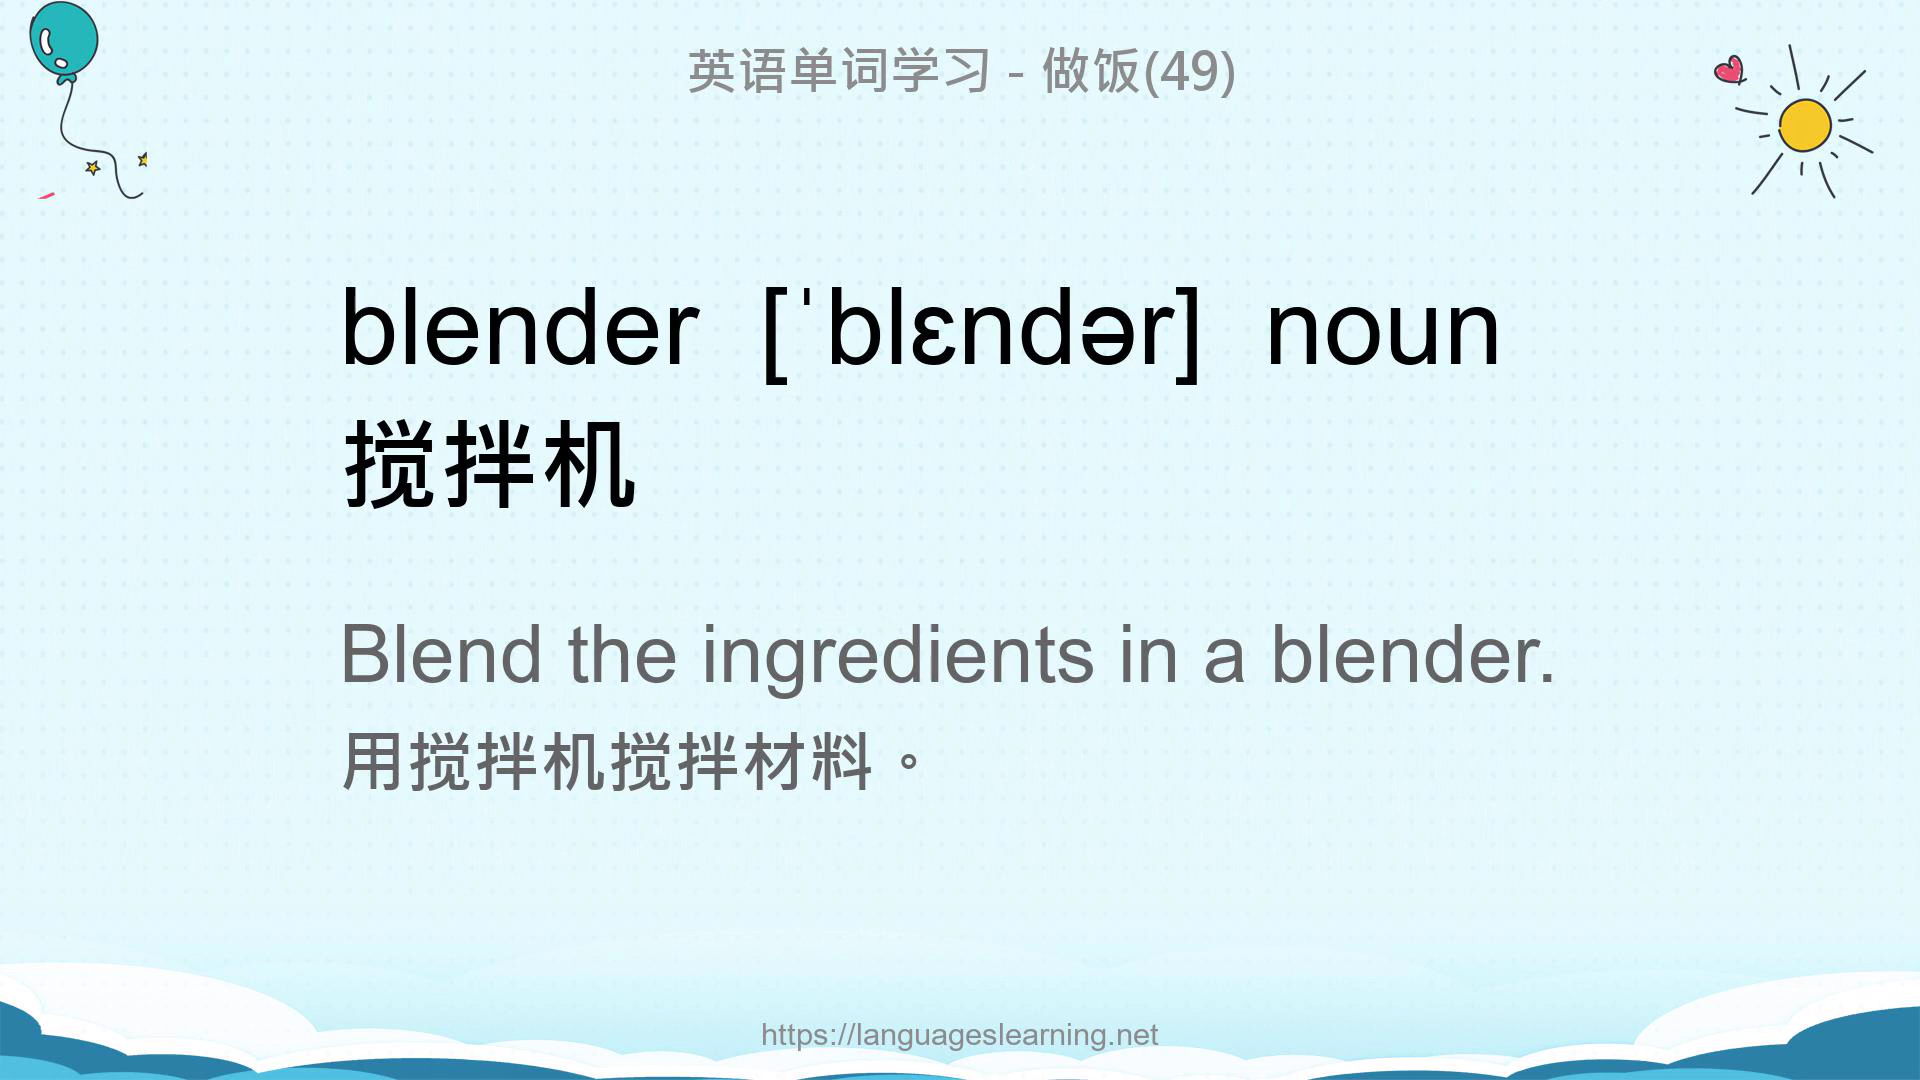 英语单词学习 - 做饭(49)
blender [ˈblɛndər] noun
搅拌机
Blend the ingredients in a blender.
用搅拌机搅拌材料。
https://languageslearning.net